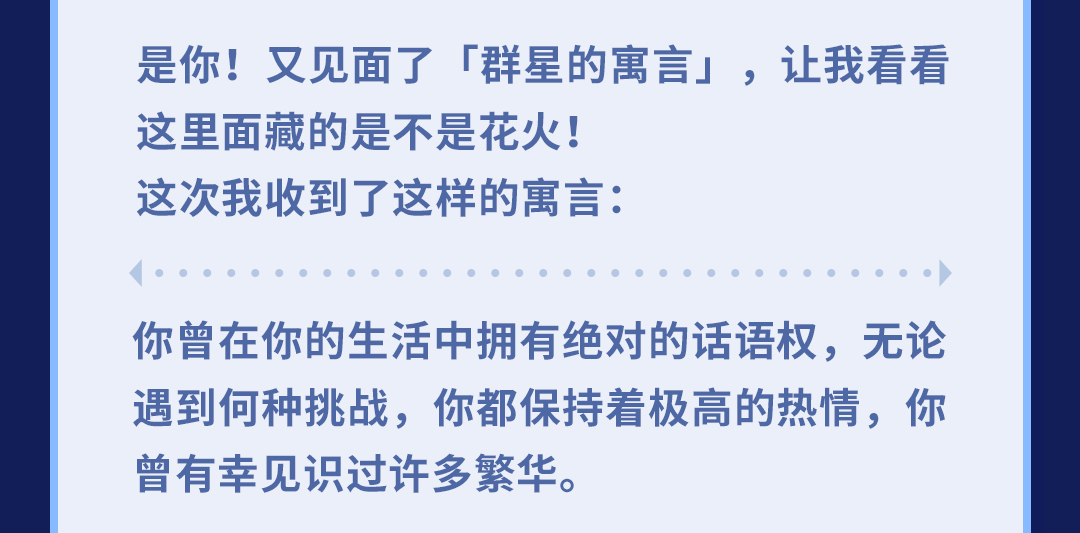 是你！又见面了「群星的寓言」，让我看看
这里面藏的是不是花火！
这次我收到了这样的寓言：
你曾在你的生活中拥有绝对的话语权，无论
遇到何种挑战，你都保持着极高的热情，你
曾有幸见识过许多繁华。